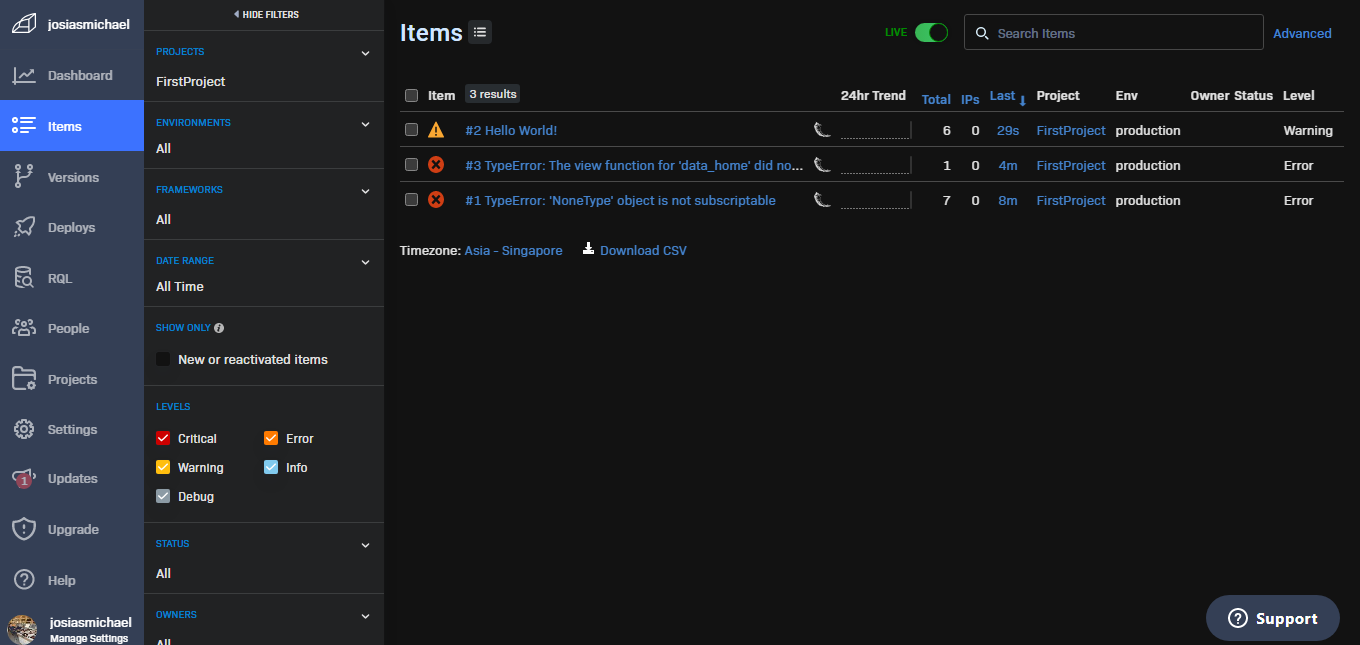 josiasmichael
Dashboard
Items
Versions
Deploys
RQL
People
Projects
Settings
1
Updates
Upgrade
Help
josiasmichael
Manage Settings
HIDE FILTERS
PROJECTS
FirstProject
ENVIRONMENTS
All
FRAMEWORKS
All
DATE RANGE
All Time
SHOW ONLY
New or reactivated items
LEVELS
Critical Error
Warning Info
Debug
STATUS
All
OWNERS
All
Items LIVE Search Items Advanced
Item 3 results 24hr Trend Total IPs Last Project Env Owner Status Level
#2 Hello World! 6 0 29s FirstProject production Warning
#3 TypeError: The view function for 'data_home' did no... 1 0 4m FirstProject production Error
#1 TypeError: 'NoneType' object is not subscriptable 7 0 8m FirstProject production Error
Timezone: Asia - Singapore Download CSV
Support